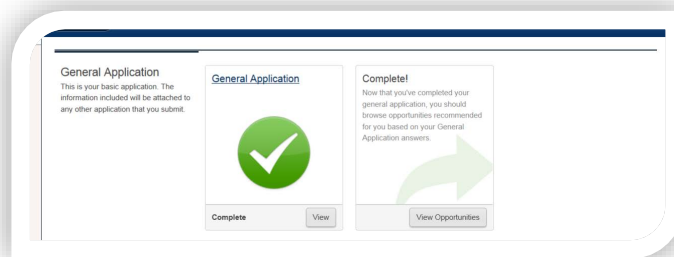 General Application
This is your basic application. The
information included will be attached to
any other application that you submit.
General Application
Complete
View
Complete!
Now that you've completed your
general application, you should
browse opportunities recommended
for you based on your General
Application answers.
View Opportunities